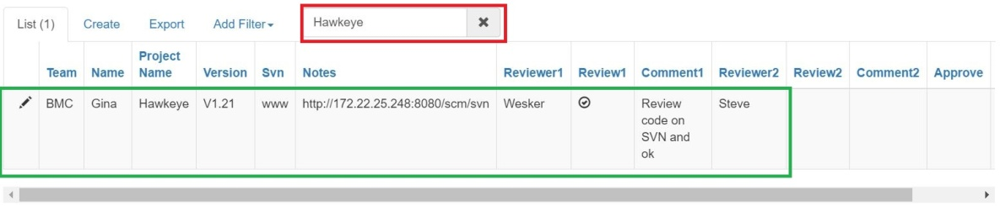 List (1) Create Export Add Filter Hawkeye
Project
Team Name Name Version Svn Notes Reviewer1 Review1 Comment1 Reviewer2 Review2 Comment2 Approve
BMC Gina Hawkeye V1.21 www http://172.22.25.248:8080/scm/svn Wesker Review Steve
code on
SVN and
ok